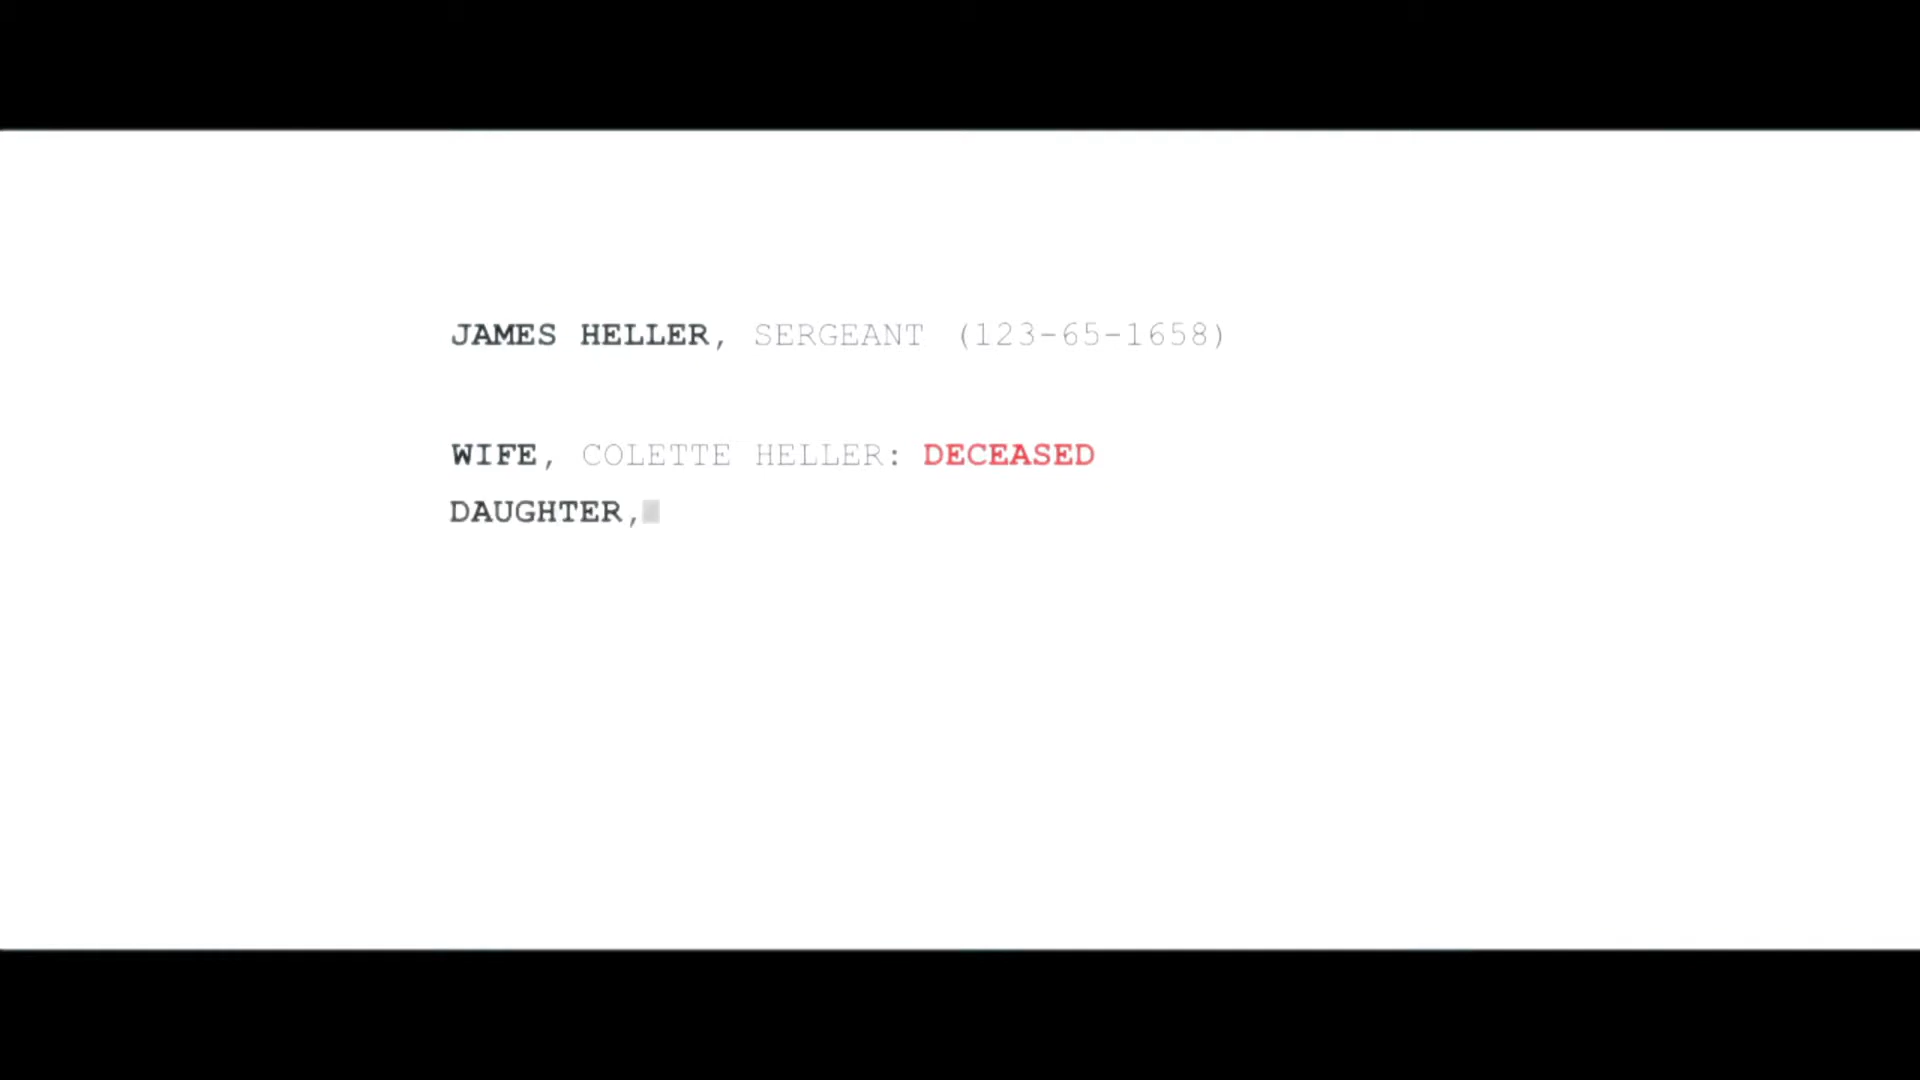 JAMES HELLER, SERGEANT (123-65-1658)
WIFE, COLETTE HELLER: DECEASED
DAUGHTER,